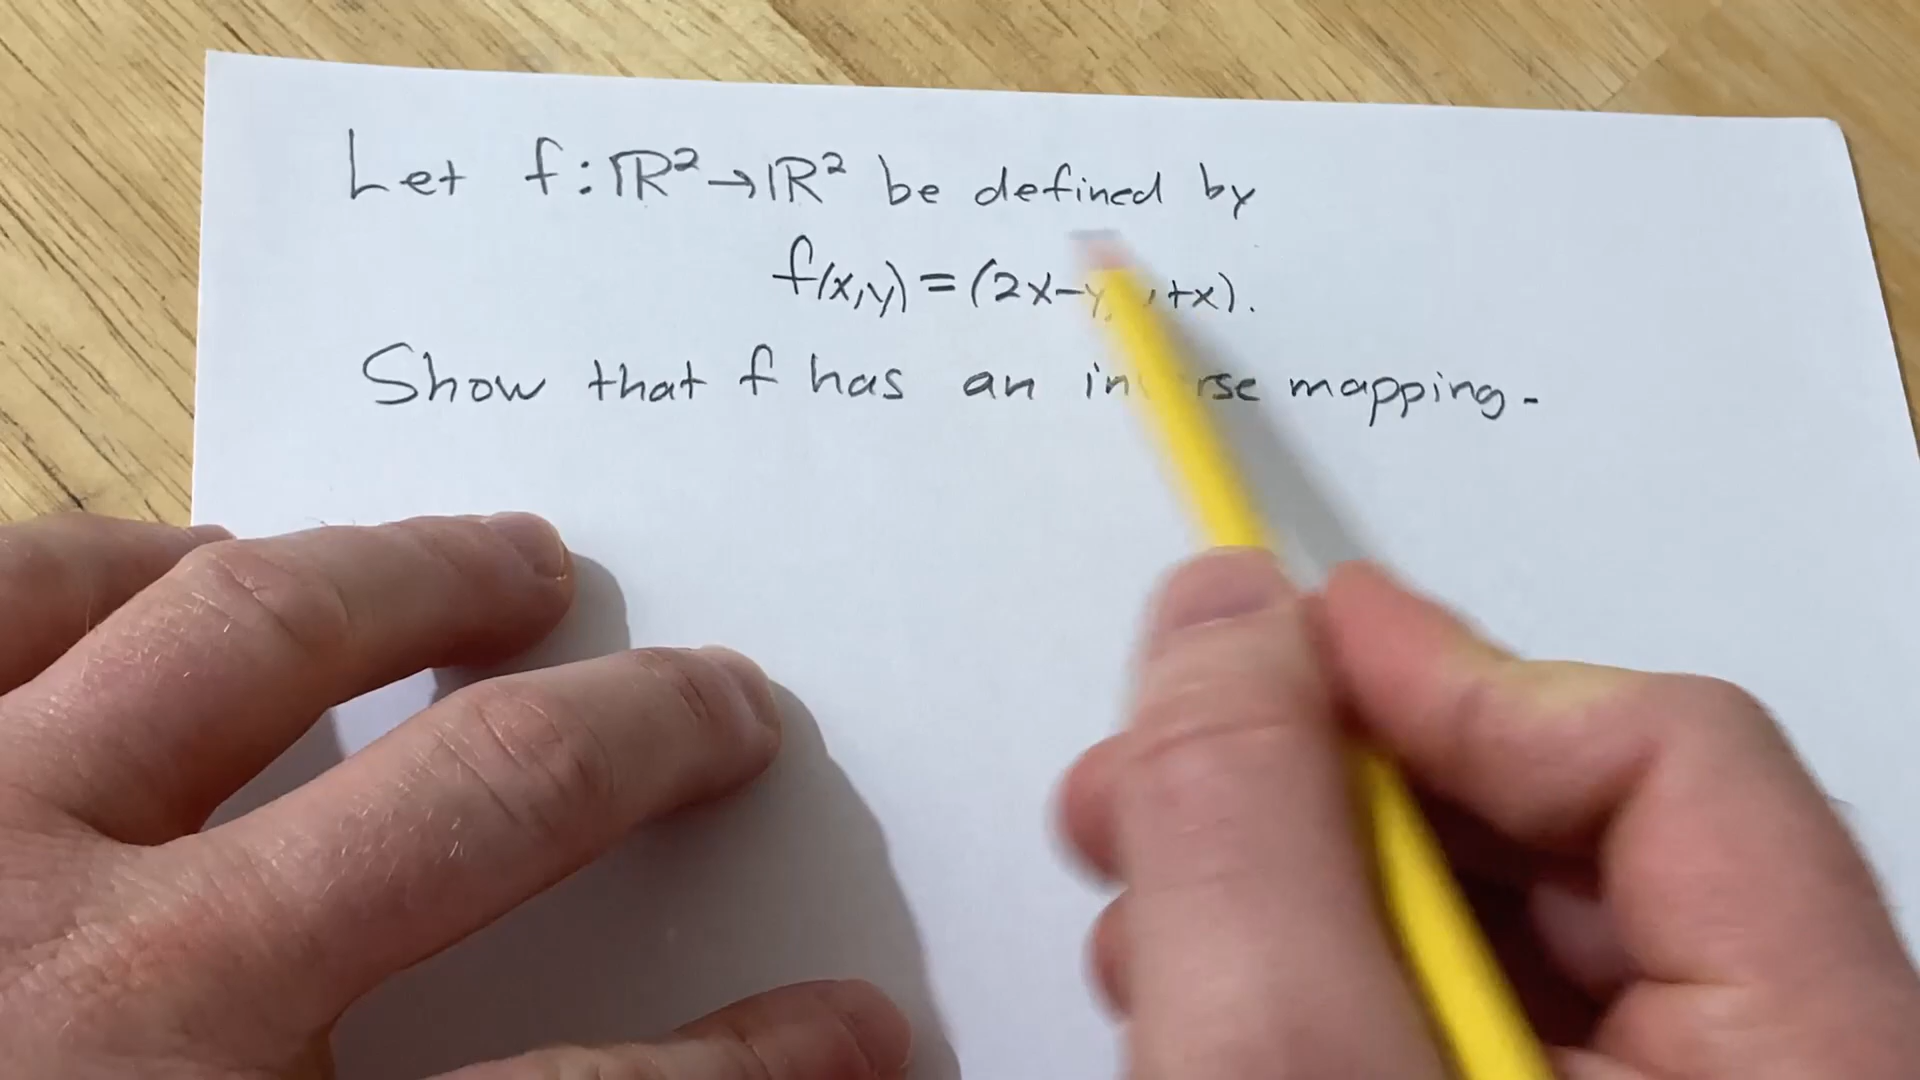 Let f:ℝ²→ℝ² be defined by
f(x,y) = (2x-y, +x).
Show that f has an mapping.